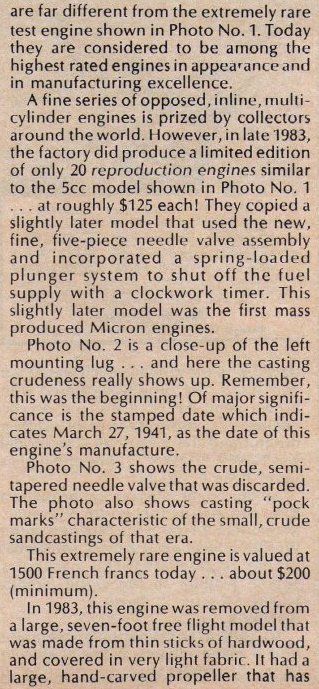 are far different from the extremely rare
test engine shown in Photo No. 1. Today
they are considered to be among the
highest rated engines in appearance and
in manufacturing excellence.
A fine series of opposed, inline, multi-
cylinder engines is prized by collectors
around the world. However, in late 1983,
the factory did produce a limited edition
of only 20 reproduction engines similar
to the 5cc model shown in Photo No. 1
. . . at roughly $125 each! They copied a
slightly later model that used the new,
fine, five-piece needle valve assembly
and incorporated a spring-loaded
plunger system to shut off the fuel
supply with a clockwork timer. This
slightly later model was the first mass
produced Micron engines.
Photo No. 2 is a close-up of the left
mounting lug . . . and here the casting
crudeness really shows up. Remember,
this was the beginning! Of major signifi-
cance is the stamped date which indi-
cates March 27, 1941, as the date of this
engine's manufacture.
Photo No. 3 shows the crude, semi-
tapered needle valve that was discarded.
The photo also shows casting "pock
marks" characteristic of the small, crude
sandcastings of that era.
This extremely rare engine is valued at
1500 French francs today . . . about $200
(minimum).
In 1983, this engine was removed from
a large, seven-foot free flight model that
was made from thin sticks of hardwood,
and covered in very light fabric. It had a
large, hand-carved propeller that has